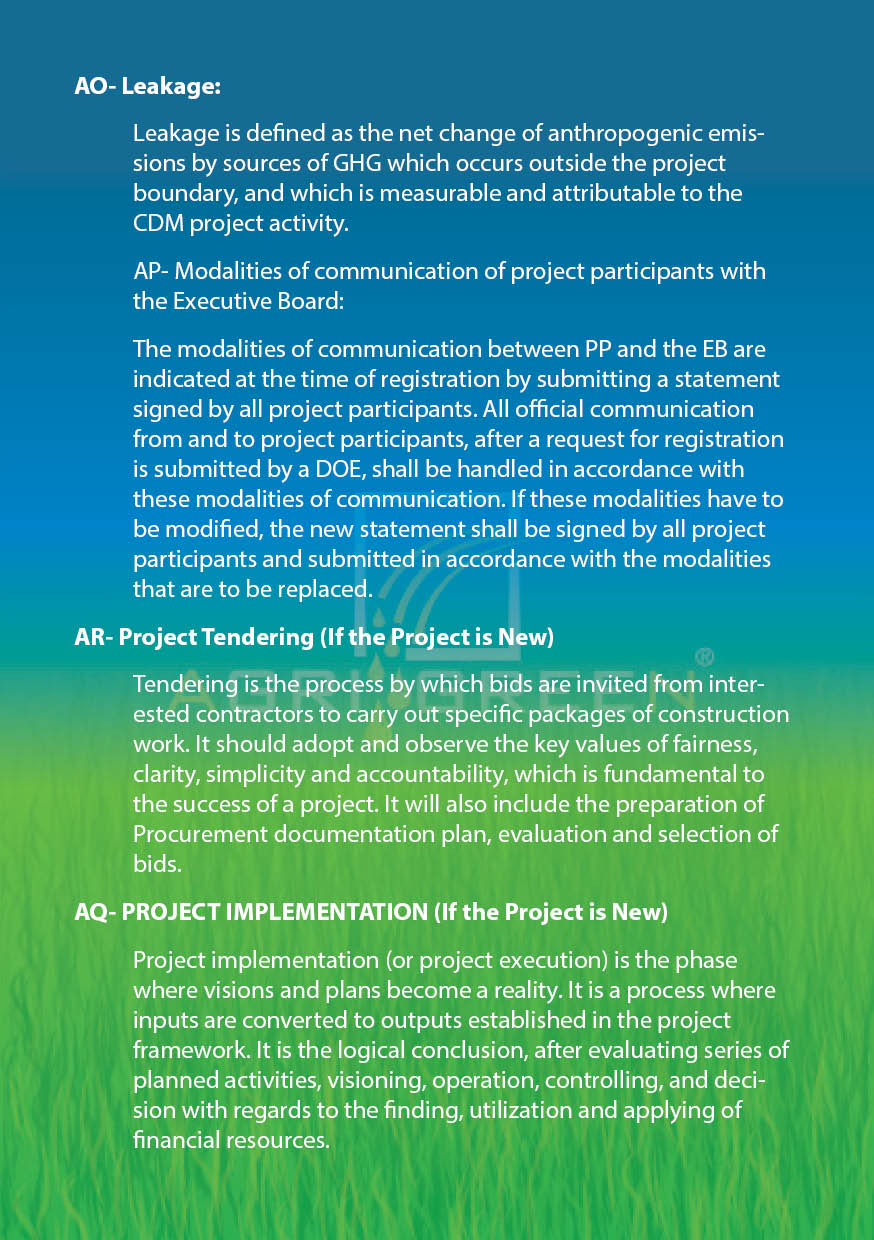 AO- Leakage:
Leakage is defined as the net change of anthropogenic emis-
sions by sources of GHG which occurs outside the project
boundary, and which is measurable and attributable to the
CDM project activity.
AP- Modalities of communication of project participants with
the Executive Board:
The modalities of communication between PP and the EB are
indicated at the time of registration by submitting a statement
signed by all project participants. All official communication
from and to project participants, after a request for registration
is submitted by a DOE, shall be handled in accordance with
these modalities of communication. If these modalities have to
be modified, the new statement shall be signed by all project
participants and submitted in accordance with the modalities
that are to be replaced.
AR- Project Tendering (If the Project is New)
AGRI GREEN®
Tendering is the process by which bids are invited from inter-
ested contractors to carry out specific packages of construction
work. It should adopt and observe the key values of fairness,
clarity, simplicity and accountability, which is fundamental to
the success of a project. It will also include the preparation of
Procurement documentation plan, evaluation and selection of
bids.
AQ- PROJECT IMPLEMENTATION (If the Project is New)
Project implementation (or project execution) is the phase
where visions and plans become a reality. It is a process where
inputs are converted to outputs established in the project
framework. It is the logical conclusion, after evaluating series of
planned activities, visioning, operation, controlling, and deci-
sion with regards to the finding, utilization and applying of
financial resources.